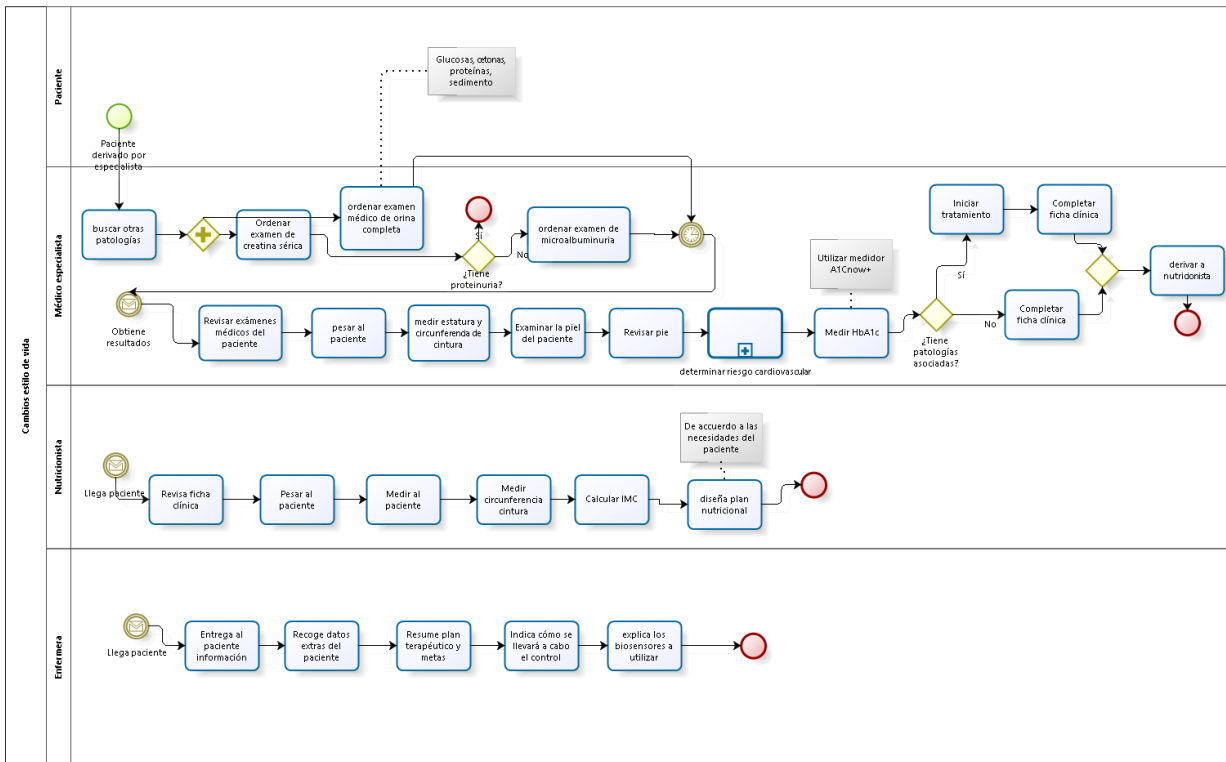 Cambios estilo de vida
Paciente
Glucosas, cetonas,
proteínas,
sedimento
Paciente
derivado por
especialista
Médico especialista
buscar otras
patologías
Ordenar
examen de
creatina sérica
ordenar examen
médico de orina
completa
Sí
¿Tiene
proteinuria?
No
ordenar examen de
microalbuminuria
Obtiene
resultados
Revisar exámenes
médicos del
paciente
pesar al
paciente
medir estatura y
circunferencia de
cintura
Examinar la piel
del paciente
Revisar pie
determinar riesgo cardiovascular
Utilizar medidor
A1Cnow+
Medir HbA1c
¿Tiene
patologías
asociadas?
Sí
No
Iniciar
tratamiento
Completar
ficha clínica
Completar
ficha clínica
derivar a
nutricionista
Nutricionista
Llega paciente
Revisa ficha
clínica
Pesar al
paciente
Medir al
paciente
Medir
circunferencia
cintura
Calcular IMC
De acuerdo a las
necesidades del
paciente
diseña plan
nutricional
Enfermera
Llega paciente
Entrega al
paciente
información
Recoge datos
extras del
paciente
Resume plan
terapéutico y
metas
Indica cómo se
llevará a cabo
el control
explica los
biosensores a
utilizar